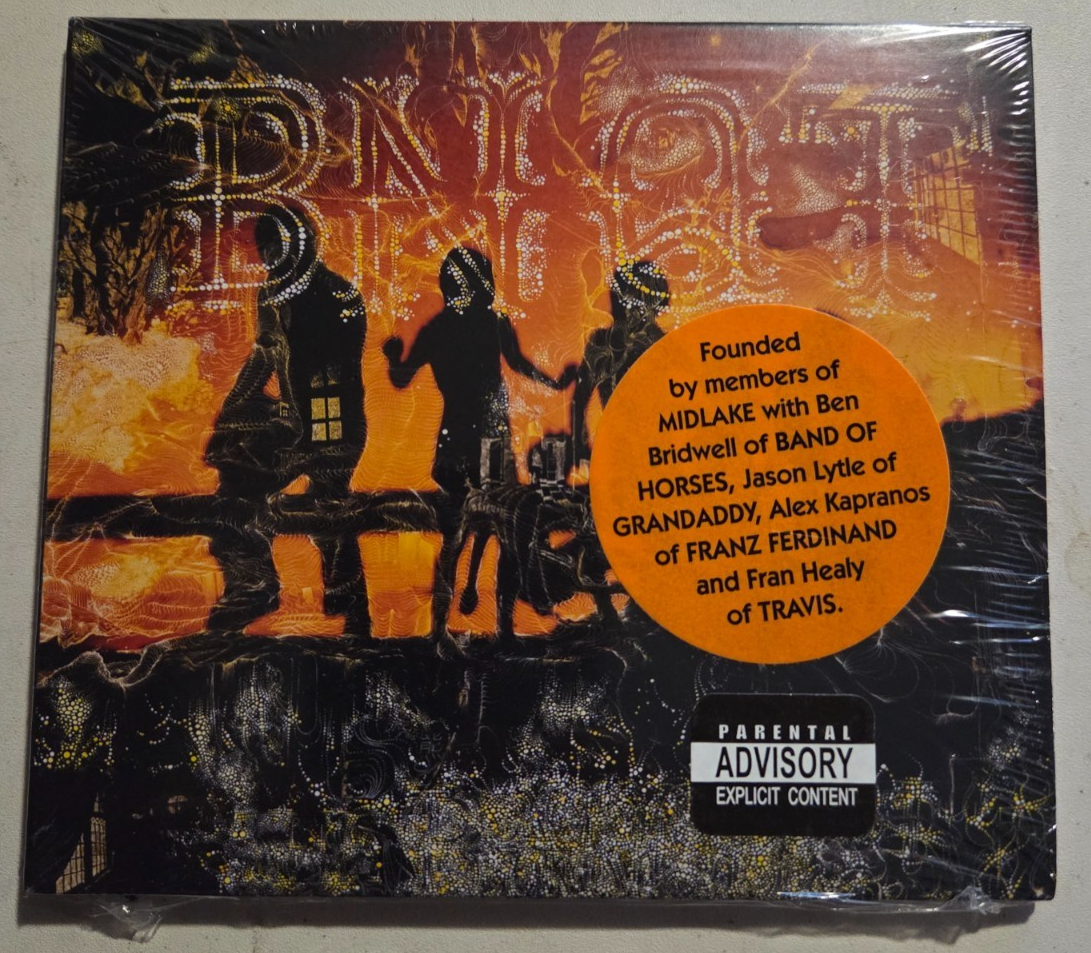 BNQT
Founded
by members of
MIDLAKE with Ben
Bridwell of BAND OF
HORSES, Jason Lytle of
GRANDADDY, Alex Kapranos
of FRANZ FERDINAND
and Fran Healy
of TRAVIS.
PARENTAL
ADVISORY
EXPLICIT CONTENT